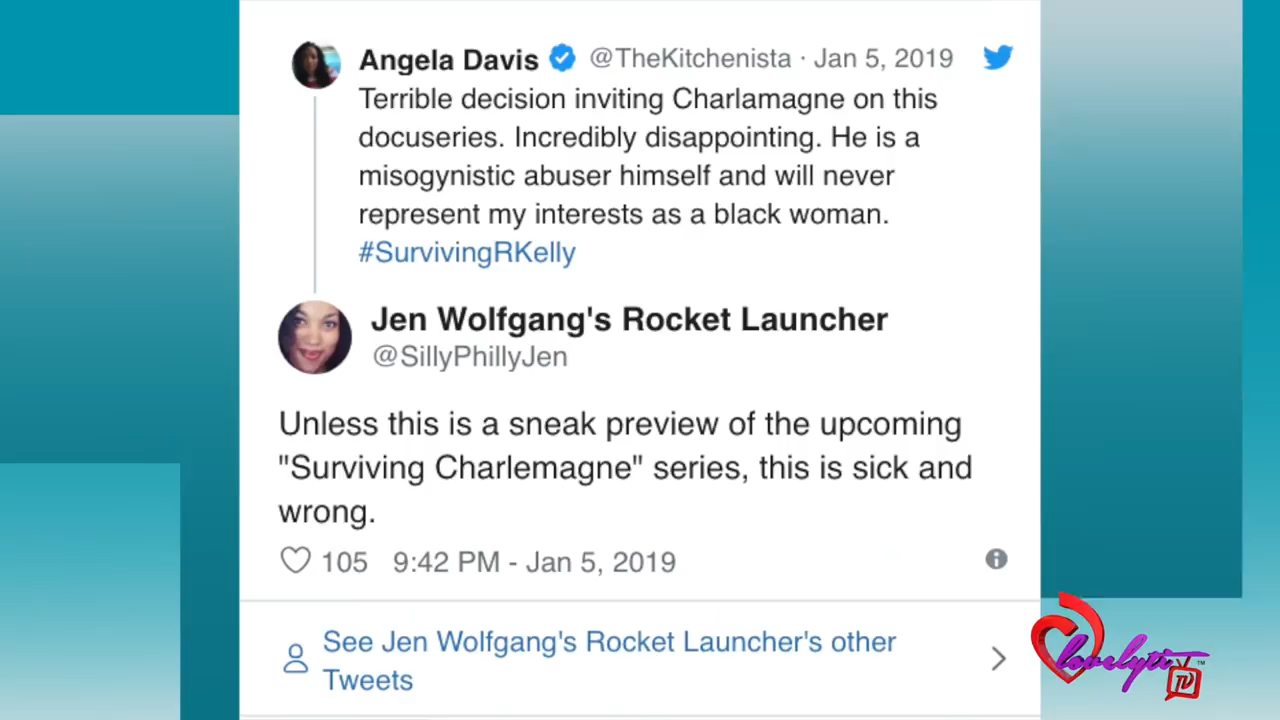 Angela Davis @TheKitchenista · Jan 5, 2019
Terrible decision inviting Charlamagne on this
docuseries. Incredibly disappointing. He is a
misogynistic abuser himself and will never
represent my interests as a black woman.
#SurvivingRKelly
Jen Wolfgang's Rocket Launcher
@SillyPhillyJen
Unless this is a sneak preview of the upcoming
"Surviving Charlemagne" series, this is sick and
wrong.
105 9:42 PM - Jan 5, 2019
See Jen Wolfgang's Rocket Launcher's other
Tweets
lovelyti TV™